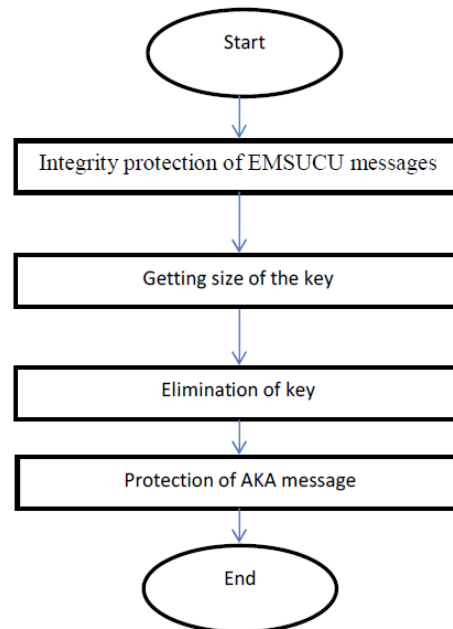 Start
Integrity protection of EMSUCU messages
Getting size of the key
Elimination of key
Protection of AKA message
End